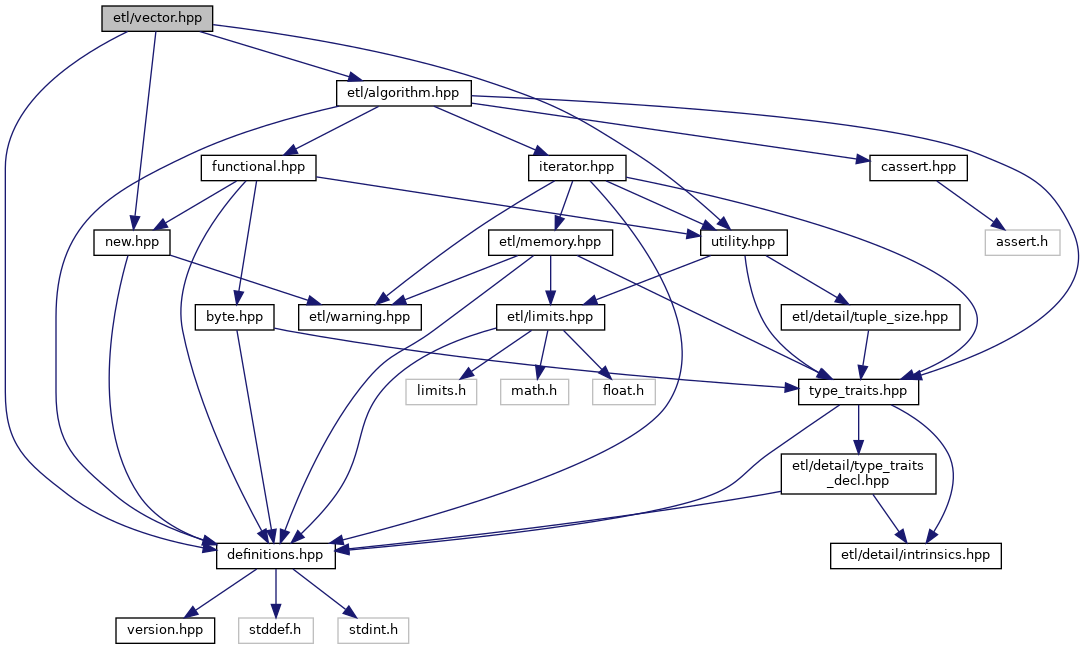 etl/vector.hpp
etl/algorithm.hpp
functional.hpp
iterator.hpp
cassert.hpp
new.hpp
etl/memory.hpp
utility.hpp
assert.h
byte.hpp
etl/warning.hpp
etl/limits.hpp
etl/detail/tuple_size.hpp
limits.h
math.h
float.h
type_traits.hpp
etl/detail/type_traits
_decl.hpp
definitions.hpp
etl/detail/intrinsics.hpp
version.hpp
stddef.h
stdint.h